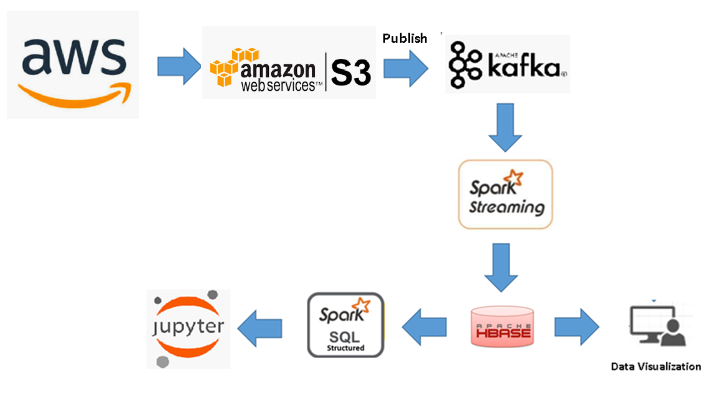 aws
amazon
web services™
S3
Publish
APACHE
kafka®
Spark
Streaming
jupyter
Spark
SQL
Structured
APACHE
HBASE
Data Visualization